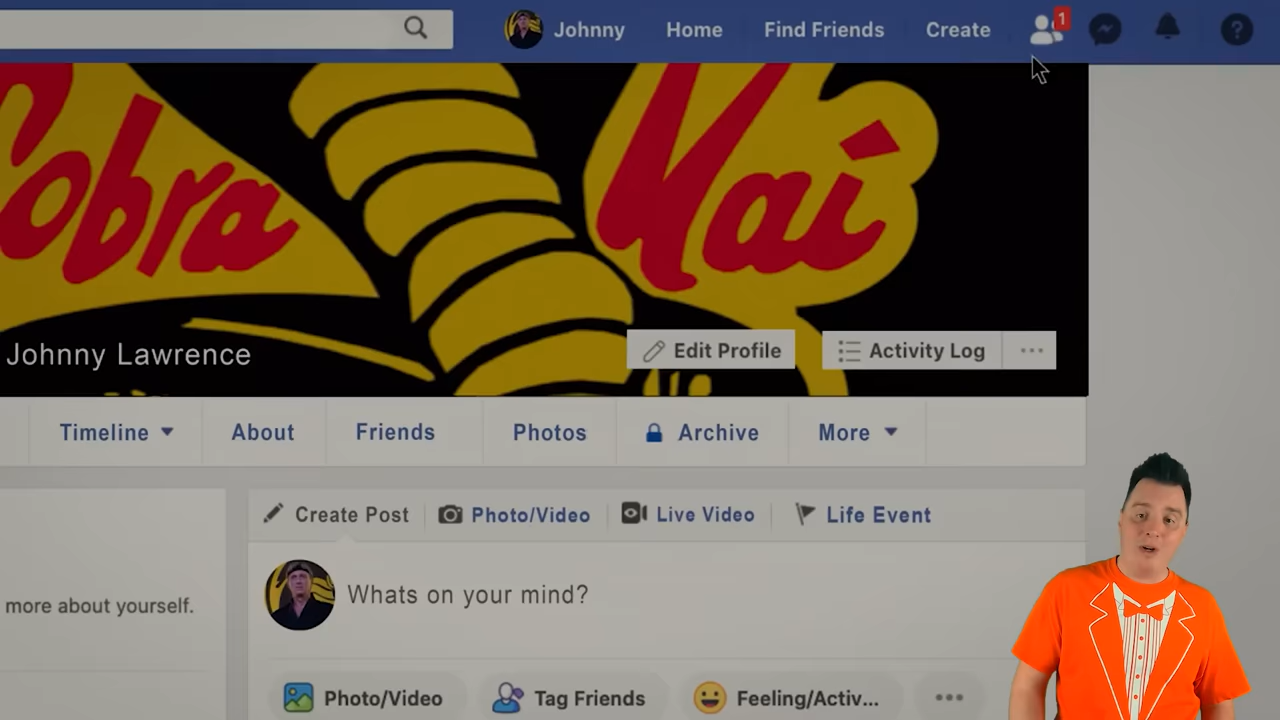 Johnny Home Find Friends Create 1
Cobra Kai
Johnny Lawrence Edit Profile Activity Log
Timeline About Friends Photos Archive More
Create Post Photo/Video Live Video Life Event
Whats on your mind?
more about yourself.
Photo/Video Tag Friends Feeling/Activ...